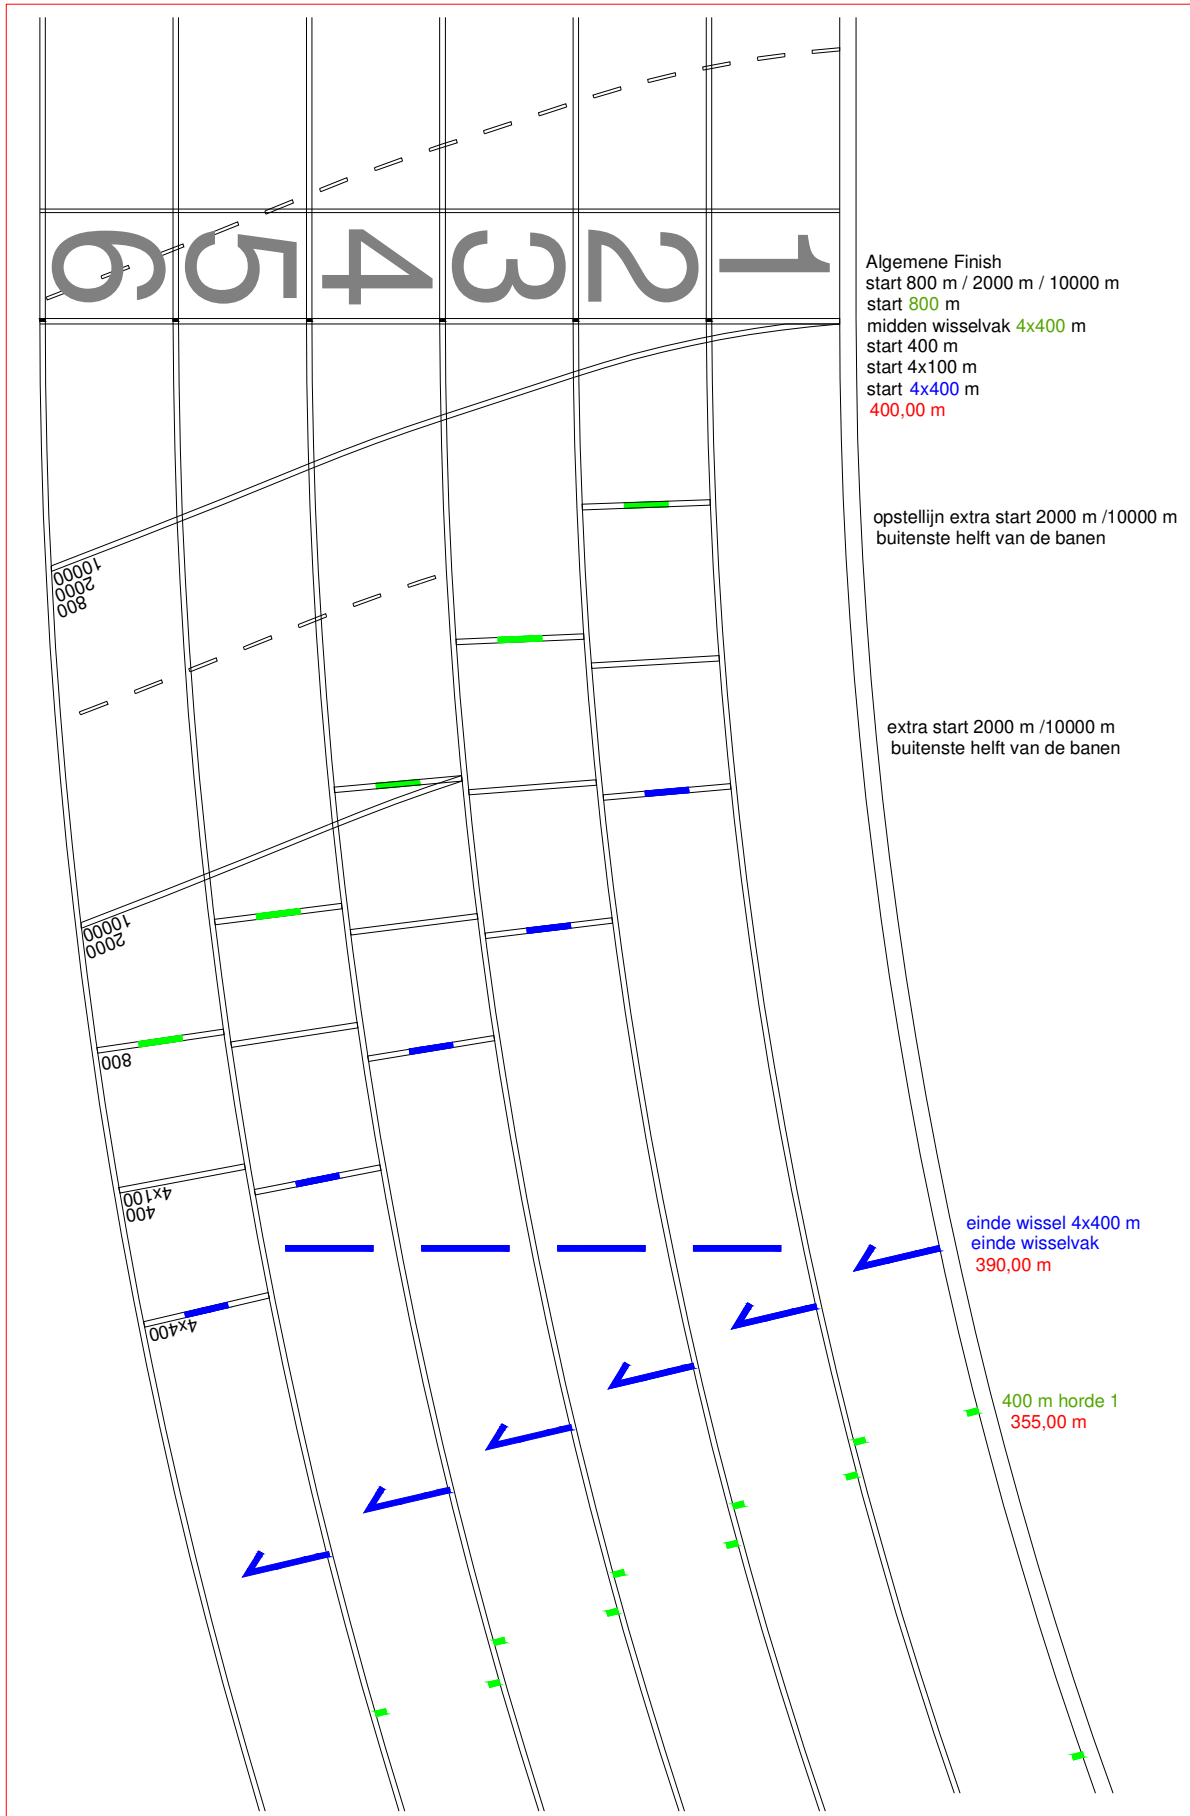 6 5 4 3 2 1
Algemene Finish
start 800 m / 2000 m / 10000 m
start 800 m
midden wisselvak 4x400 m
start 400 m
start 4x100 m
start 4x400 m
400,00 m
opstellijn extra start 2000 m /10000 m
buitenste helft van de banen
10000
2000
800
extra start 2000 m /10000 m
buitenste helft van de banen
10000
2000
800
4x100
400
einde wissel 4x400 m
einde wisselvak
390,00 m
4x400
400 m horde 1
355,00 m